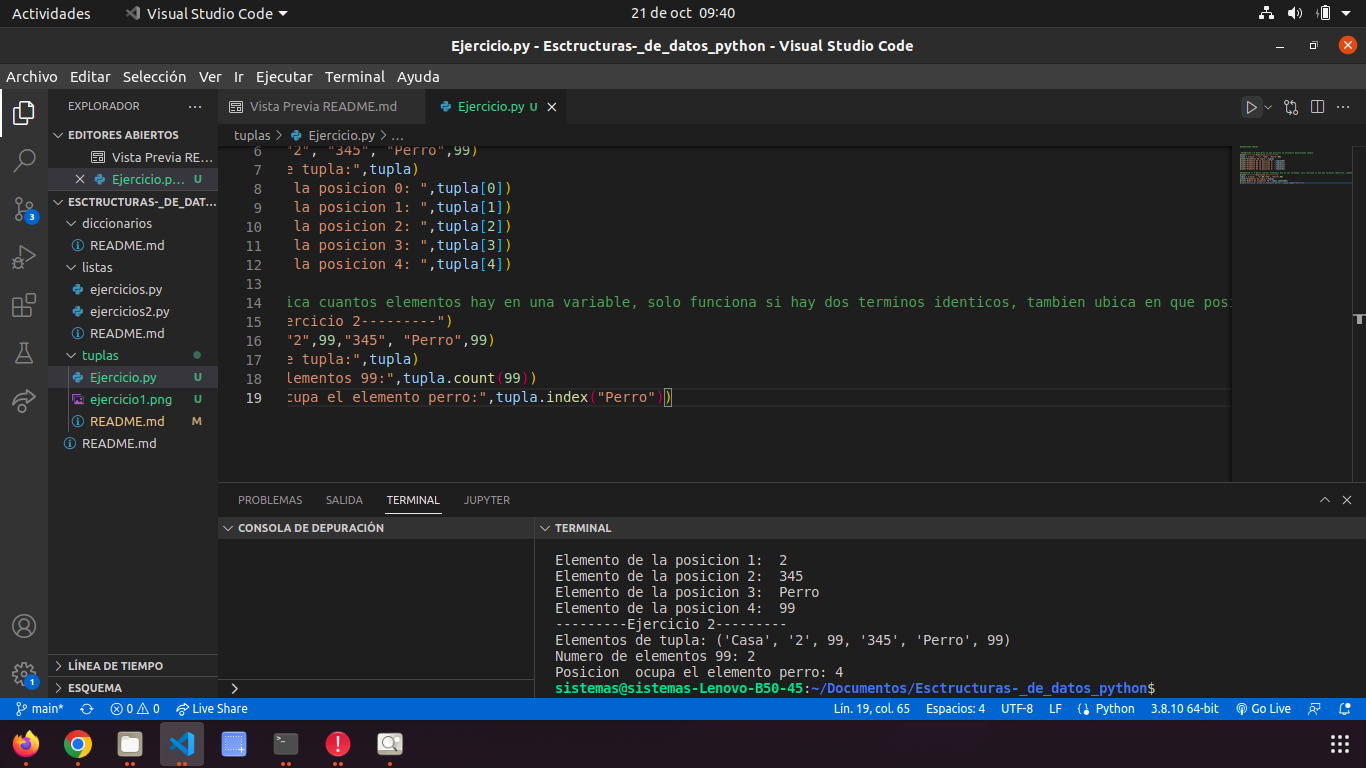 Actividades
Visual Studio Code
21 de oct 09:40
Ejercicio.py - Esctructuras-_de_datos_python - Visual Studio Code
Archivo Editar Selección Ver Ir Ejecutar Terminal Ayuda
EXPLORADOR
EDITORES ABIERTOS
Vista Previa RE...
Ejercicio.p... U
ESCTRUCTURAS-_DE_DAT...
diccionarios
README.md
listas
ejercicios.py
ejercicios2.py
README.md
tuplas
Ejercicio.py U
ejercicio1.png U
README.md M
README.md
LÍNEA DE TIEMPO
ESQUEMA
3
1
Vista Previa README.md
Ejercicio.py U
tuplas > Ejercicio.py > ...
6 "2", "345", "Perro",99)
7 e tupla:",tupla)
8 la posicion 0: ",tupla[0])
9 la posicion 1: ",tupla[1])
10 la posicion 2: ",tupla[2])
11 la posicion 3: ",tupla[3])
12 la posicion 4: ",tupla[4])
13
14 ica cuantos elementos hay en una variable, solo funciona si hay dos terminos identicos, tambien ubica en que posi
15 ercicio 2---------")
16 "2",99,"345", "Perro",99)
17 e tupla:",tupla)
18 lementos 99:",tupla.count(99))
19 cupa el elemento perro:",tupla.index("Perro"))
PROBLEMAS SALIDA TERMINAL JUPYTER
CONSOLA DE DEPURACIÓN
TERMINAL
Elemento de la posicion 1:  2
Elemento de la posicion 2:  345
Elemento de la posicion 3:  Perro
Elemento de la posicion 4:  99
---------Ejercicio 2---------
Elementos de tupla: ('Casa', '2', 99, '345', 'Perro', 99)
Numero de elementos 99: 2
Posicion  ocupa el elemento perro: 4
sistemas@sistemas-Lenovo-B50-45:~/Documentos/Esctructuras-_de_datos_python$
main* 0 0 Live Share
Lín. 19, col. 65 Espacios: 4 UTF-8 LF Python 3.8.10 64-bit Go Live